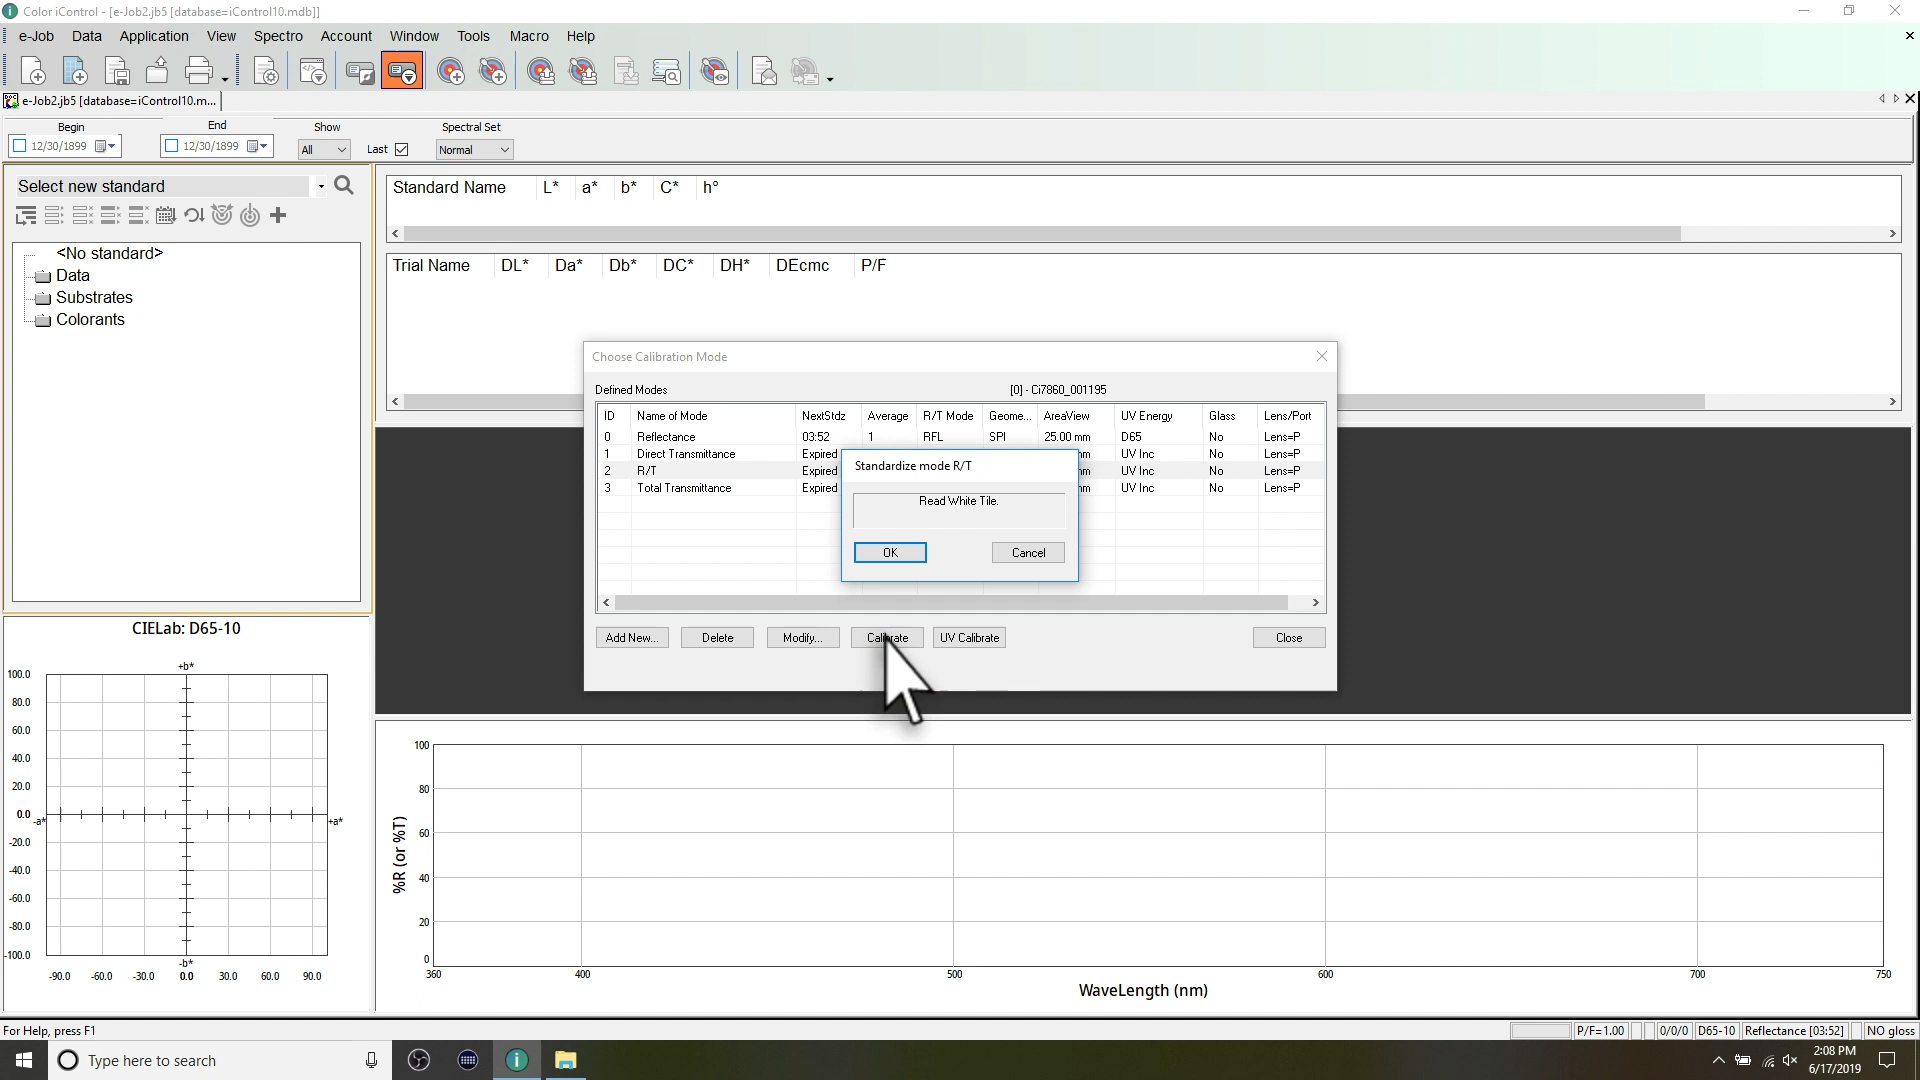 Color iControl - [e-Job2.jb5 [database=iControl10.mdb]]
e-Job Data Application View Spectro Account Window Tools Macro Help
e-Job2.jb5 [database=iControl10.m...
Begin End Show Spectral Set
12/30/1899 12/30/1899 All Last Normal
Select new standard
<No standard>
Data
Substrates
Colorants
Standard Name L* a* b* C* h°
Trial Name DL* Da* Db* DC* DH* DEcmc P/F
Choose Calibration Mode
Defined Modes [0] - Ci7860_001195
ID Name of Mode NextStdz Average R/T Mode Geome... AreaView UV Energy Glass Lens/Port
0 Reflectance 03:52 1 RFL SPI 25.00 mm D65 No Lens=P
1 Direct Transmittance Expired mm UV Inc No Lens=P
2 R/T Expired mm UV Inc No Lens=P
3 Total Transmittance Expired mm UV Inc No Lens=P
Standardize mode R/T
Read White Tile.
OK Cancel
Add New... Delete Modify... Calibrate UV Calibrate Close
CIELab: D65-10
+b*
100.0
80.0
60.0
40.0
20.0
0.0
-a* +a*
-20.0
-40.0
-60.0
-80.0
-100.0
-b*
-90.0 -60.0 -30.0 0.0 30.0 60.0 90.0
100
80
60
40
20
0
%R (or %T)
360 400 500 600 700 750
WaveLength (nm)
For Help, press F1 P/F=1.00 0/0/0 D65-10 Reflectance [03:52] NO gloss
Type here to search
2:08 PM
6/17/2019